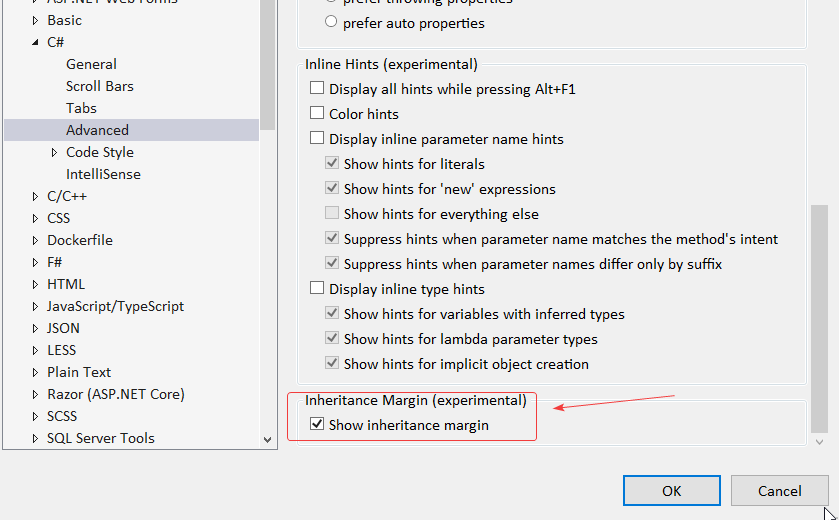 ASP.NET Web Forms
Basic
C#
General
Scroll Bars
Tabs
Advanced
Code Style
IntelliSense
C/C++
CSS
Dockerfile
F#
HTML
JavaScript/TypeScript
JSON
LESS
Plain Text
Razor (ASP.NET Core)
SCSS
SQL Server Tools
prefer throwing properties
prefer auto properties
Inline Hints (experimental)
Display all hints while pressing Alt+F1
Color hints
Display inline parameter name hints
Show hints for literals
Show hints for 'new' expressions
Show hints for everything else
Suppress hints when parameter name matches the method's intent
Suppress hints when parameter names differ only by suffix
Display inline type hints
Show hints for variables with inferred types
Show hints for lambda parameter types
Show hints for implicit object creation
Inheritance Margin (experimental)
Show inheritance margin
OK
Cancel